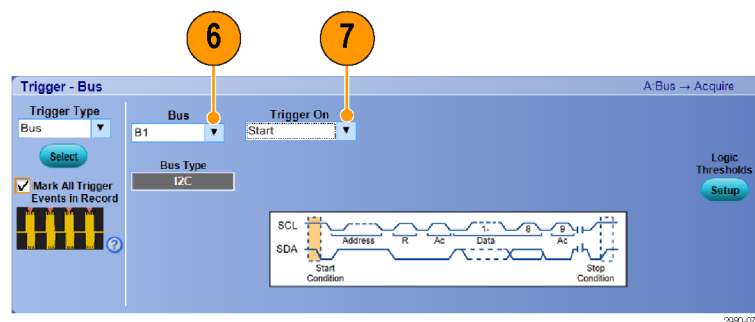 6
7
Trigger - Bus
A:Bus → Acquire
Trigger Type
Bus
Select
Mark All Trigger
Events in Record
Bus
B1
Bus Type
I2C
Trigger On
Start
Logic
Thresholds
Setup
SCL
SDA
Address
R
Ac
1-
Data
8
9
Ac
Start
Condition
Stop
Condition